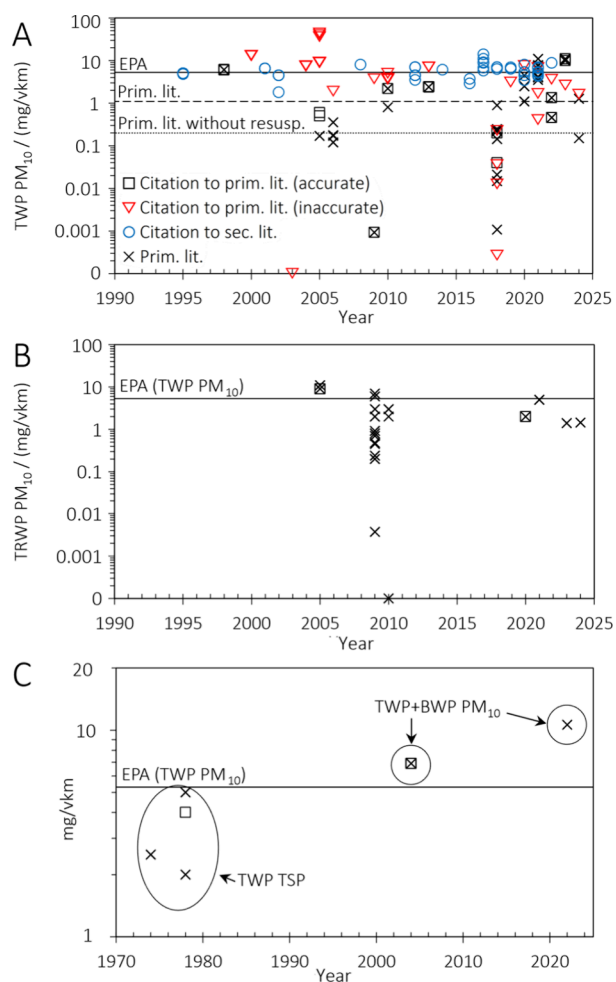 A
TWP PM10 / (mg/vkm)
100
10
1
0.1
0.01
0.001
0
EPA
Prim. lit.
Prim. lit. without resusp.
Citation to prim. lit. (accurate)
Citation to prim. lit. (inaccurate)
Citation to sec. lit.
Prim. lit.
1990 1995 2000 2005 2010 2015 2020 2025
Year
B
TRWP PM10 / (mg/vkm)
100
10
1
0.1
0.01
0.001
0
EPA (TWP PM10)
1990 1995 2000 2005 2010 2015 2020 2025
Year
C
mg/vkm
20
10
1
TWP+BWP PM10
EPA (TWP PM10)
TWP TSP
1970 1980 1990 2000 2010 2020
Year